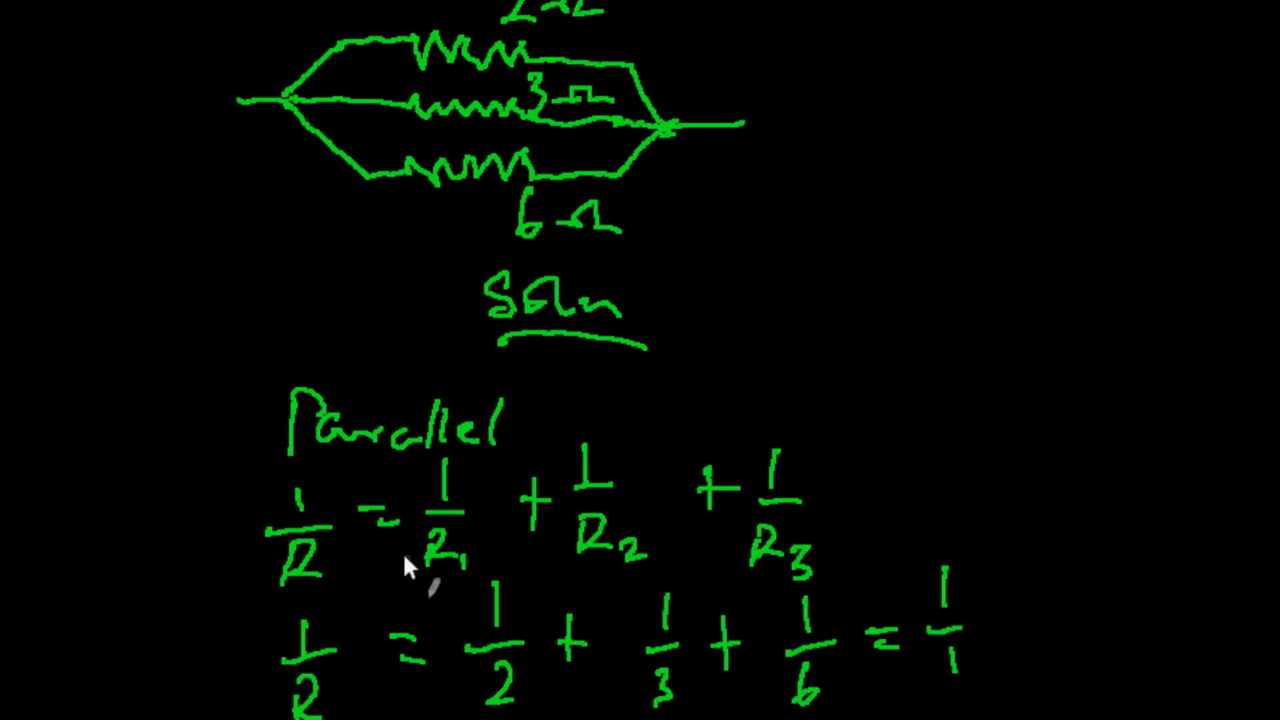 2Ω
3Ω
6Ω
Soln
Parallel
1/R = 1/R₁ + 1/R₂ + 1/R₃
1/R = 1/2 + 1/3 + 1/6 = 1/1